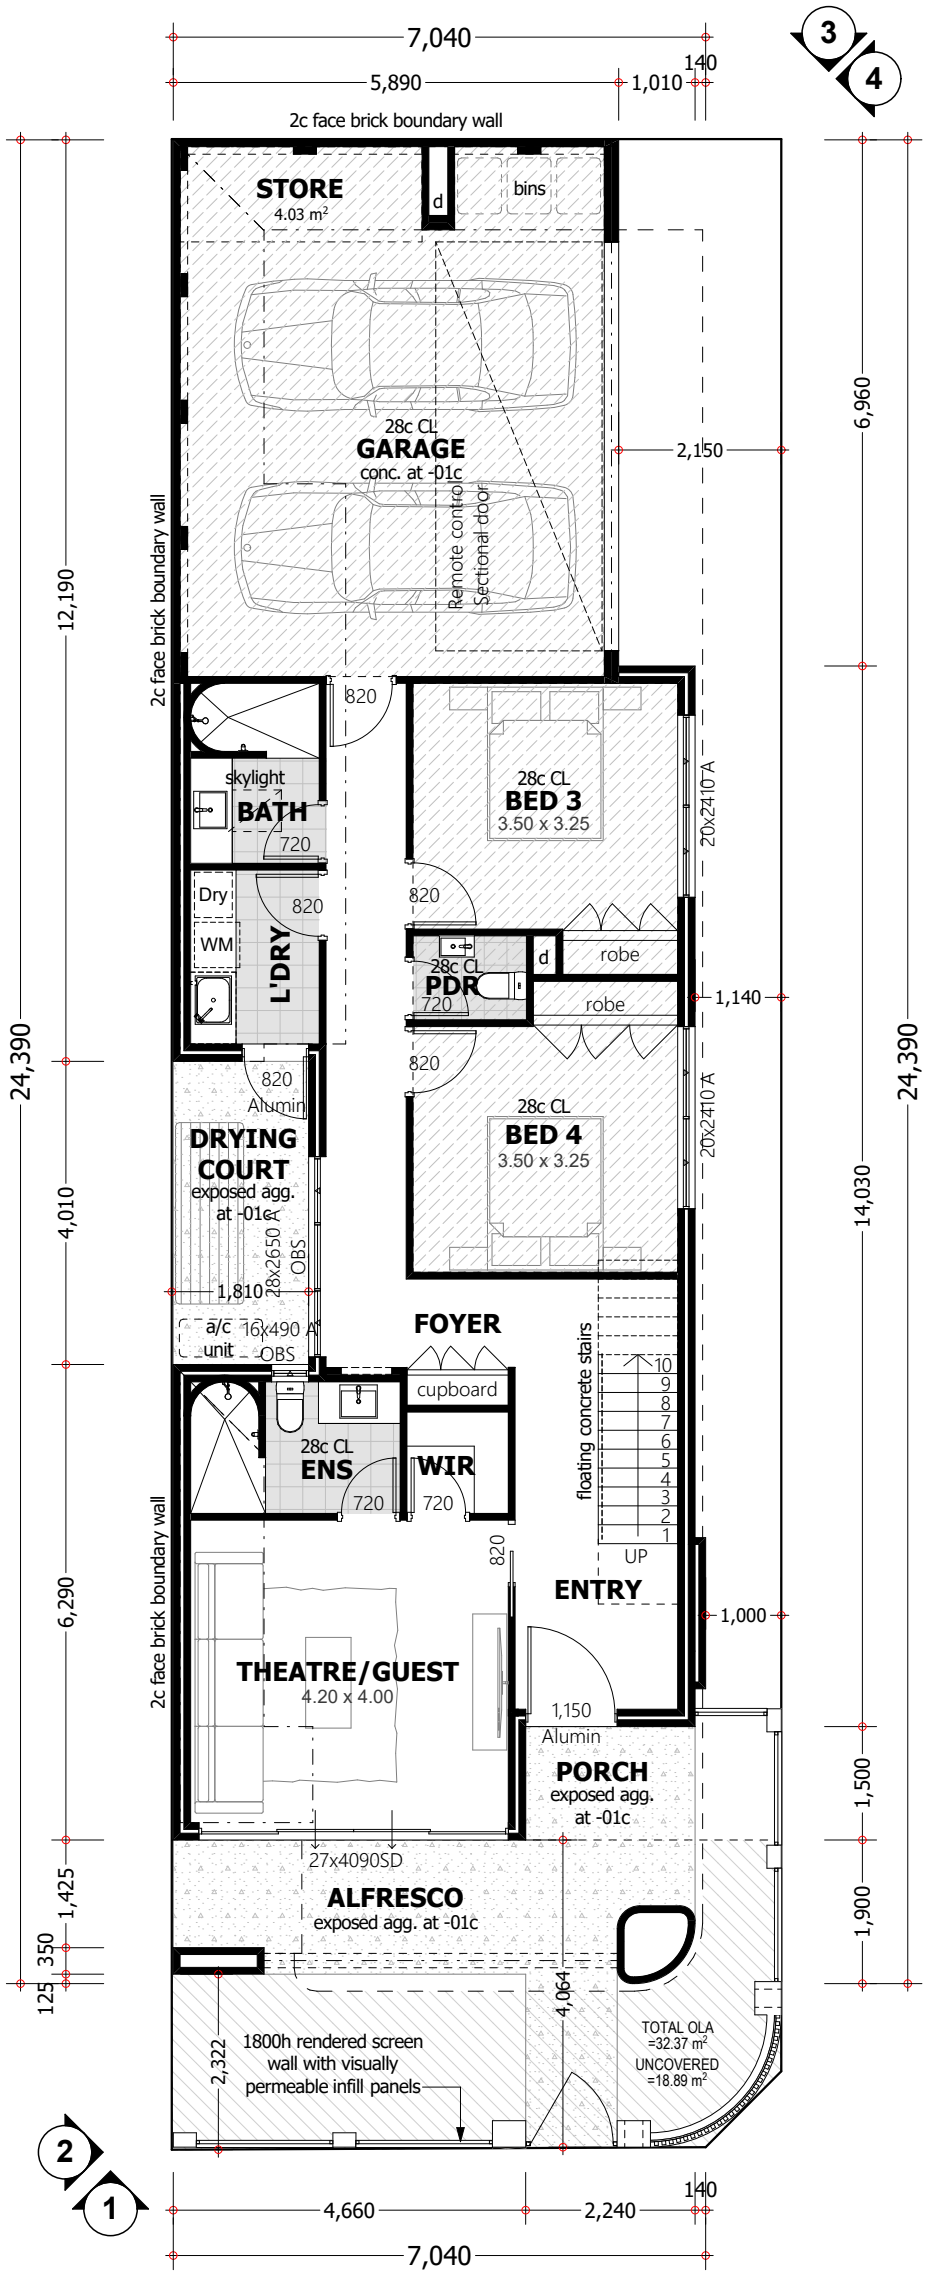 7,040
140
5,890
1,010
3
4
2c face brick boundary wall
STORE
4.03 m²
d
bins
28c CL
GARAGE
conc. at -01c
Remote control
Sectional door
2,150
6,960
12,190
2c face brick boundary wall
820
skylight
BATH
720
28c CL
BED 3
3.50 x 3.25
20x2410 A
Dry
WM
L'DRY
820
820
28c CL
PDR
720
d
robe
robe
1,140
24,390
24,390
820
Alumin
820
28c CL
BED 4
3.50 x 3.25
20x2410 A
DRYING
COURT
exposed agg.
at -01c
28x2650 A
OBS
1,810
4,010
14,030
a/c
unit
16x490 A
OBS
FOYER
cupboard
floating concrete stairs
10
9
8
7
6
5
4
3
2
1
UP
28c CL
ENS
720
WIR
720
820
2c face brick boundary wall
6,290
ENTRY
1,000
THEATRE/GUEST
4.20 x 4.00
1,150
Alumin
PORCH
exposed agg.
at -01c
1,500
27x4090SD
ALFRESCO
exposed agg. at -01c
1,425
1,900
350
125
4,064
2,322
1800h rendered screen
wall with visually
permeable infill panels
TOTAL OLA
=32.37 m²
UNCOVERED
=18.89 m²
2
1
4,660
2,240
140
7,040